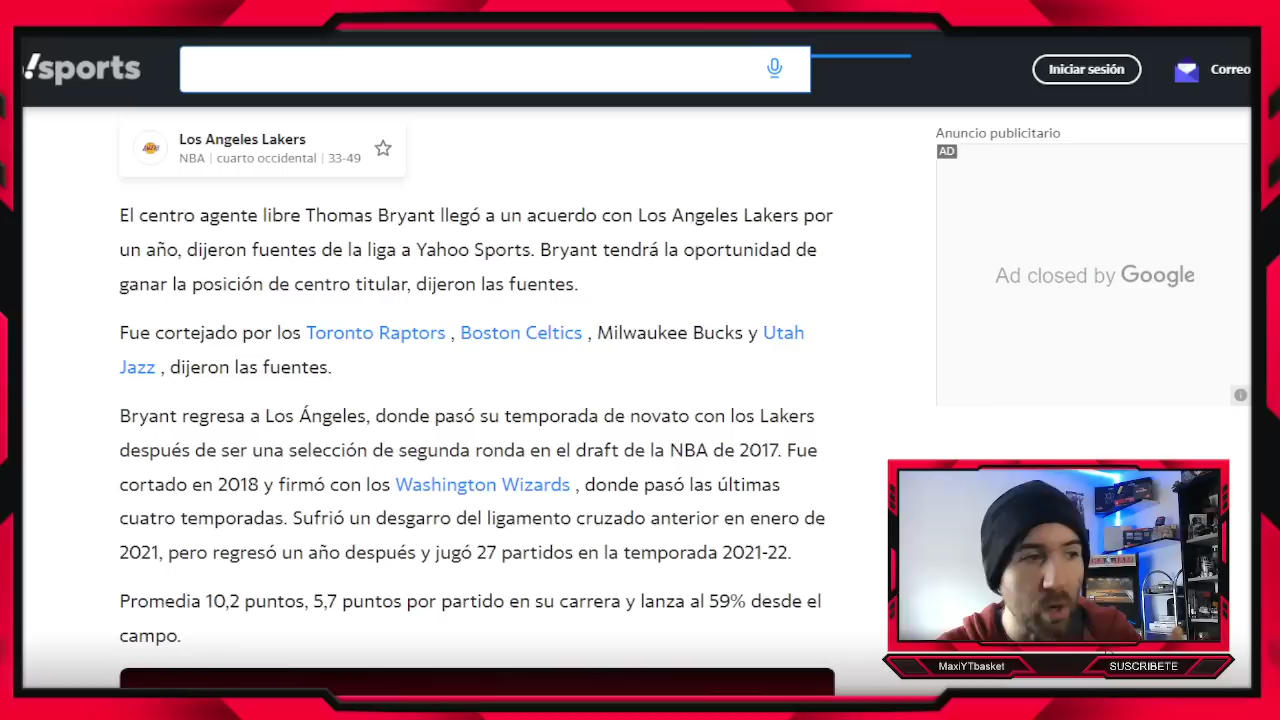 !sports
Iniciar sesión
Correo
Los Angeles Lakers
NBA | cuarto occidental | 33-49
Anuncio publicitario
AD
Ad closed by Google
El centro agente libre Thomas Bryant llegó a un acuerdo con Los Angeles Lakers por
un año, dijeron fuentes de la liga a Yahoo Sports. Bryant tendrá la oportunidad de
ganar la posición de centro titular, dijeron las fuentes.
Fue cortejado por los Toronto Raptors , Boston Celtics , Milwaukee Bucks y Utah
Jazz , dijeron las fuentes.
Bryant regresa a Los Ángeles, donde pasó su temporada de novato con los Lakers
después de ser una selección de segunda ronda en el draft de la NBA de 2017. Fue
cortado en 2018 y firmó con los Washington Wizards , donde pasó las últimas
cuatro temporadas. Sufrió un desgarro del ligamento cruzado anterior en enero de
2021, pero regresó un año después y jugó 27 partidos en la temporada 2021-22.
Promedia 10,2 puntos, 5,7 puntos por partido en su carrera y lanza al 59% desde el
campo.
MaxiYTbasket
SUSCRIBETE